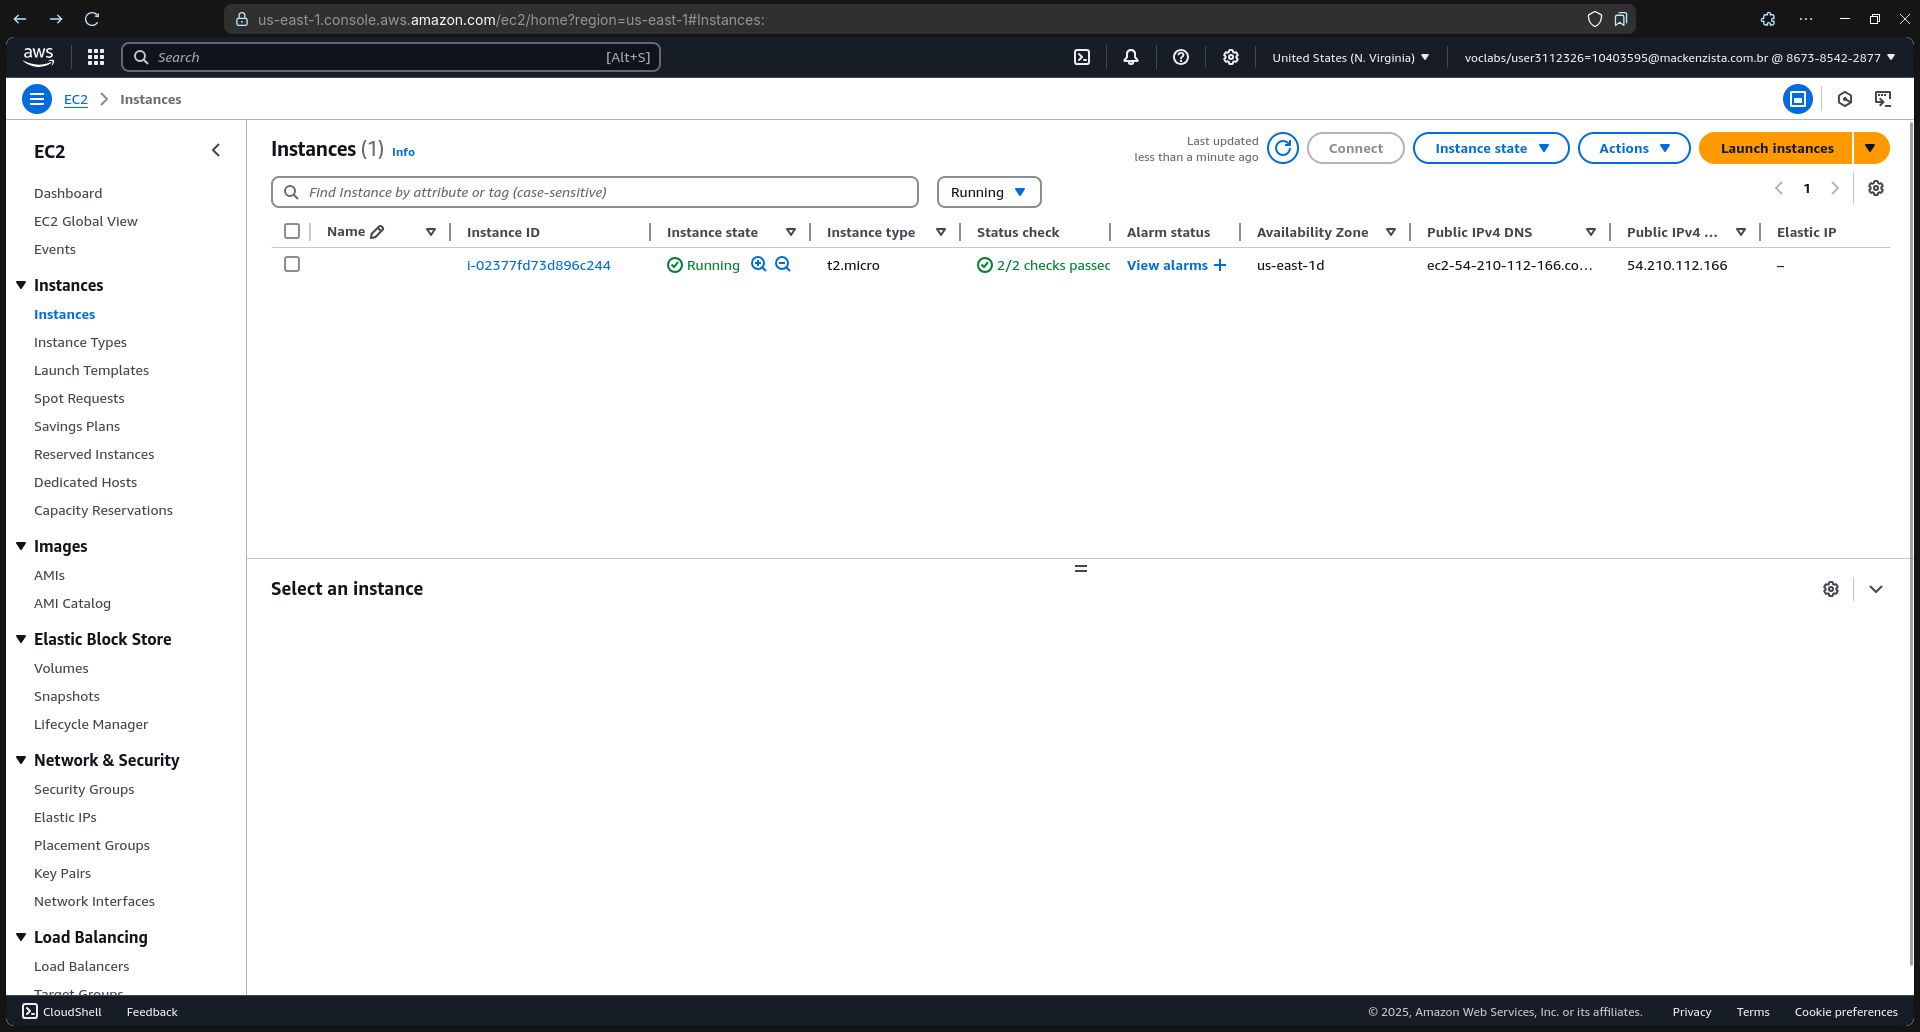 us-east-1.console.aws.amazon.com/ec2/home?region=us-east-1#Instances:
aws
Search
[Alt+S]
United States (N. Virginia)
voclabs/user3112326=10403595@mackenzista.com.br @ 8673-8542-2877
EC2
Instances
EC2
Dashboard
EC2 Global View
Events
Instances
Instances
Instance Types
Launch Templates
Spot Requests
Savings Plans
Reserved Instances
Dedicated Hosts
Capacity Reservations
Images
AMIs
AMI Catalog
Elastic Block Store
Volumes
Snapshots
Lifecycle Manager
Network & Security
Security Groups
Elastic IPs
Placement Groups
Key Pairs
Network Interfaces
Load Balancing
Load Balancers
Target Groups
Instances (1) Info
Last updated
less than a minute ago
Connect
Instance state
Actions
Launch instances
Find Instance by attribute or tag (case-sensitive)
Running
1
Name Instance ID Instance state Instance type Status check Alarm status Availability Zone Public IPv4 DNS Public IPv4 ... Elastic IP
i-02377fd73d896c244 Running t2.micro 2/2 checks passec View alarms us-east-1d ec2-54-210-112-166.co... 54.210.112.166 –
Select an instance
CloudShell
Feedback
© 2025, Amazon Web Services, Inc. or its affiliates.
Privacy
Terms
Cookie preferences